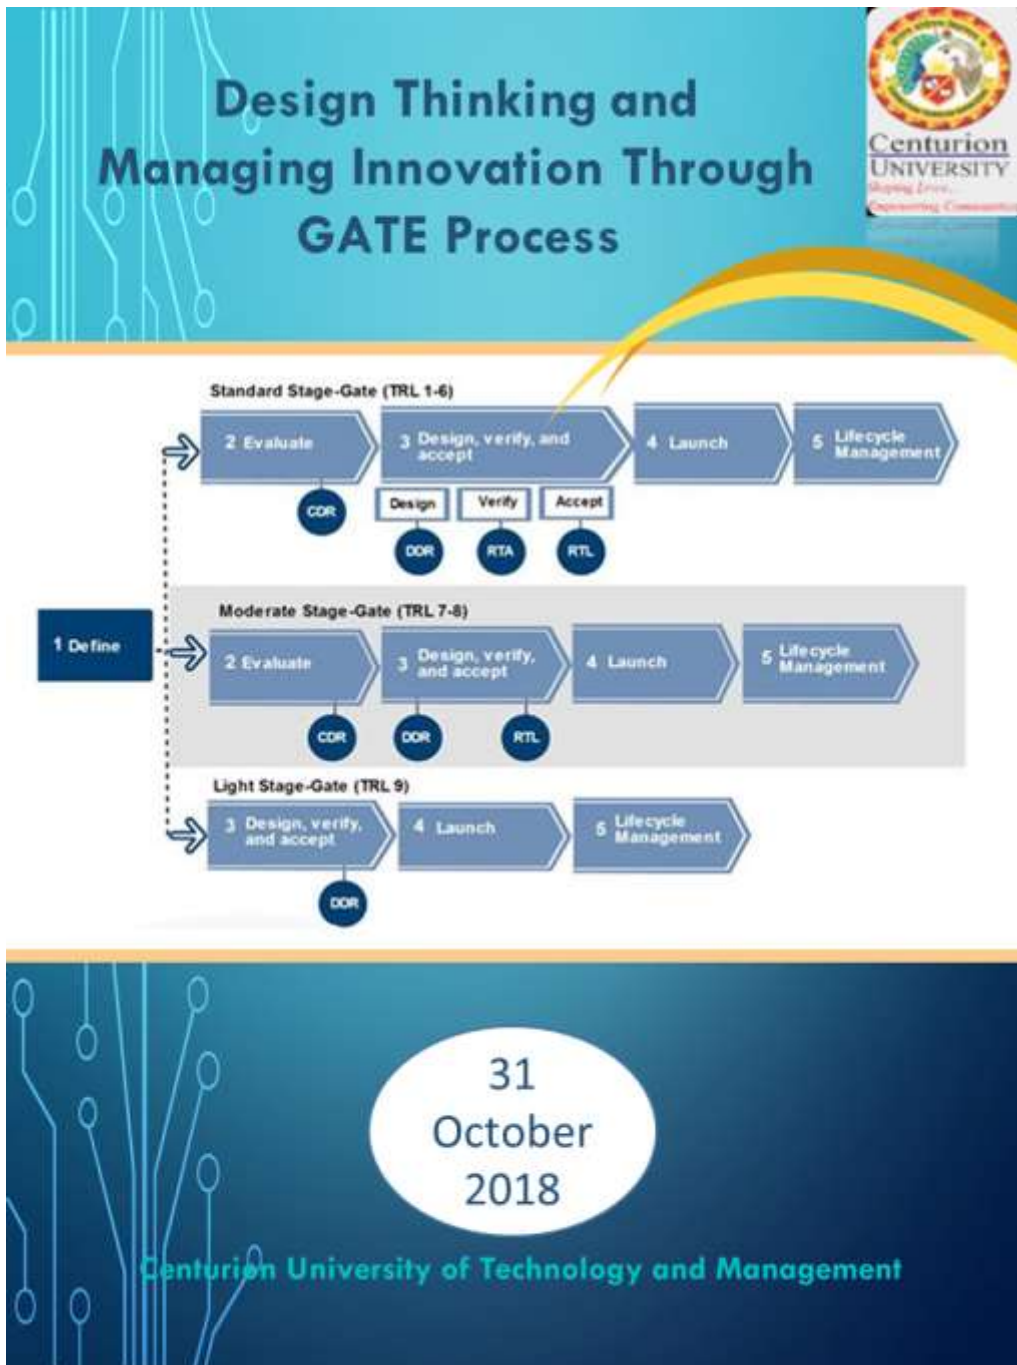 Design Thinking and
Managing Innovation Through
GATE Process
Centurion
UNIVERSITY
Shaping Lives...
Empowering Communities
Standard Stage-Gate (TRL 1-6)
2 Evaluate
3 Design, verify, and
accept
4 Launch
5 Lifecycle
Management
CDR
Design
Verify
Accept
DDR
RTA
RTL
1 Define
Moderate Stage-Gate (TRL 7-8)
2 Evaluate
3 Design, verify,
and accept
4 Launch
5 Lifecycle
Management
CDR
DDR
RTL
Light Stage-Gate (TRL 9)
3 Design, verify,
and accept
4 Launch
5 Lifecycle
Management
DDR
31
October
2018
Centurion University of Technology and Management